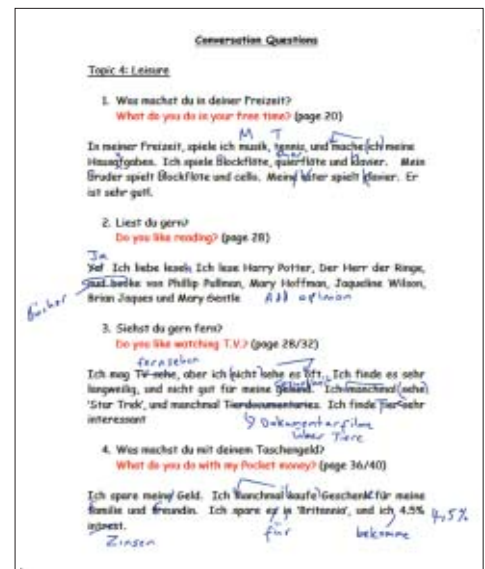 Conversation Questions
Topic 4: Leisure
1. Was machst du in deiner Freizeit?
What do you do in your free time? (page 20)
M T
In meiner Freizeit, spiele ich musik, tennis, und mache ich meine
Hausafgaben. Ich spiele Blockflöte, querflöte und klavier. Mein
Bruder spielt Blockflöte und cello. Meine Vater spielt klavier. Er
ist sehr gut!.
2. Liest du gern?
Do you like reading? (page 28)
Ja
Yes! Ich liebe lesen. Ich lese Harry Potter, Der Herr der Ringe,
von Phillip Pullman, Mary Hoffman, Jaqueline Wilson,
Bücher
Brian Jaques und Mary Gentle Add opinion
3. Siehst du gern fern?
Do you like watching T.V.? (page 28/32)
fernsehen
Ich mag TV sehe, aber ich nicht sehe es oft. Ich finde es sehr
langweilig, und nicht gut für meine Ich manchmal sehe
'Star Trek', und manchmal Tierdocumentaries. Ich finde Tier sehr
interessant
Dokumentarfilme
über Tiere
4. Was machst du mit deinem Taschengeld?
What do you do with my Pocket money? (page 36/40)
Ich spare meine Geld. Ich manchmal kaufe Geschenk für meine
familie und freundin. Ich spare in 'Britannia', und ich 4.5% 4,5%
intrest.
Zinsen für bekomme